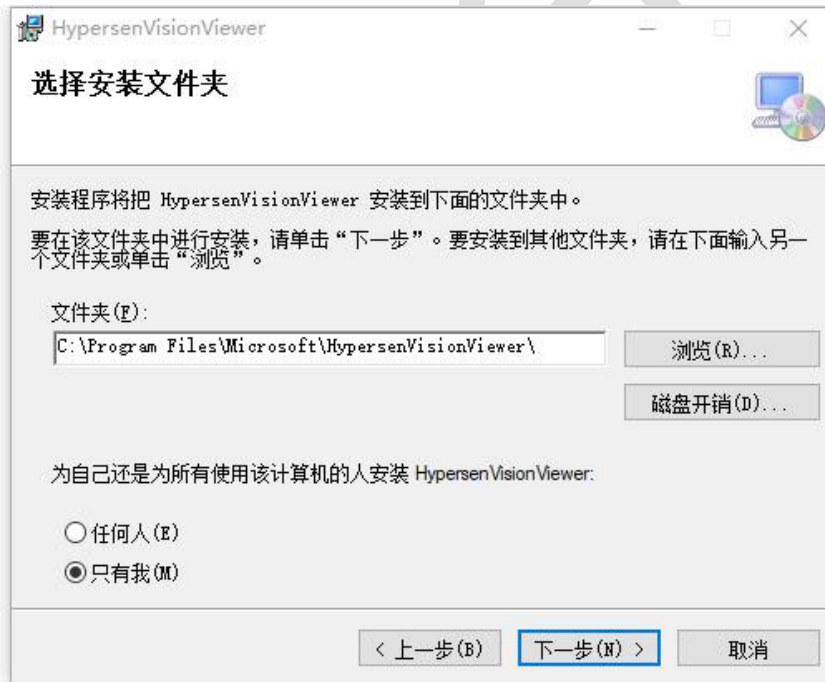 HypersenVisionViewer
选择安装文件夹
安装程序将把 HypersenVisionViewer 安装到下面的文件夹中。
要在该文件夹中进行安装，请单击“下一步”。要安装到其他文件夹，请在下面输入另一
个文件夹或单击“浏览”。
文件夹(F):
C:\Program Files\Microsoft\HypersenVisionViewer\
浏览(R)...
磁盘开销(D)...
为自己还是为所有使用该计算机的人安装 HypersenVisionViewer:
任何人(E)
只有我(M)
< 上一步(B)
下一步(N) >
取消